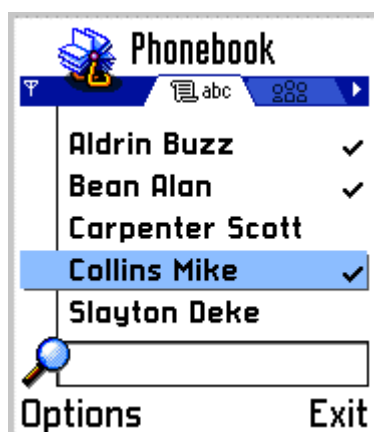 Phonebook
abc
Aldrin Buzz
Bean Alan
Carpenter Scott
Collins Mike
Slayton Deke
Options Exit